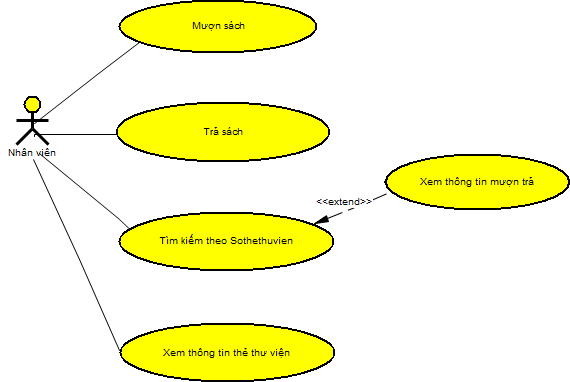 Mượn sách
Trả sách
Nhân viên
Xem thông tin mượn trả
<<extend>>
Tìm kiếm theo Sothethuvien
Xem thông tin thẻ thư viện